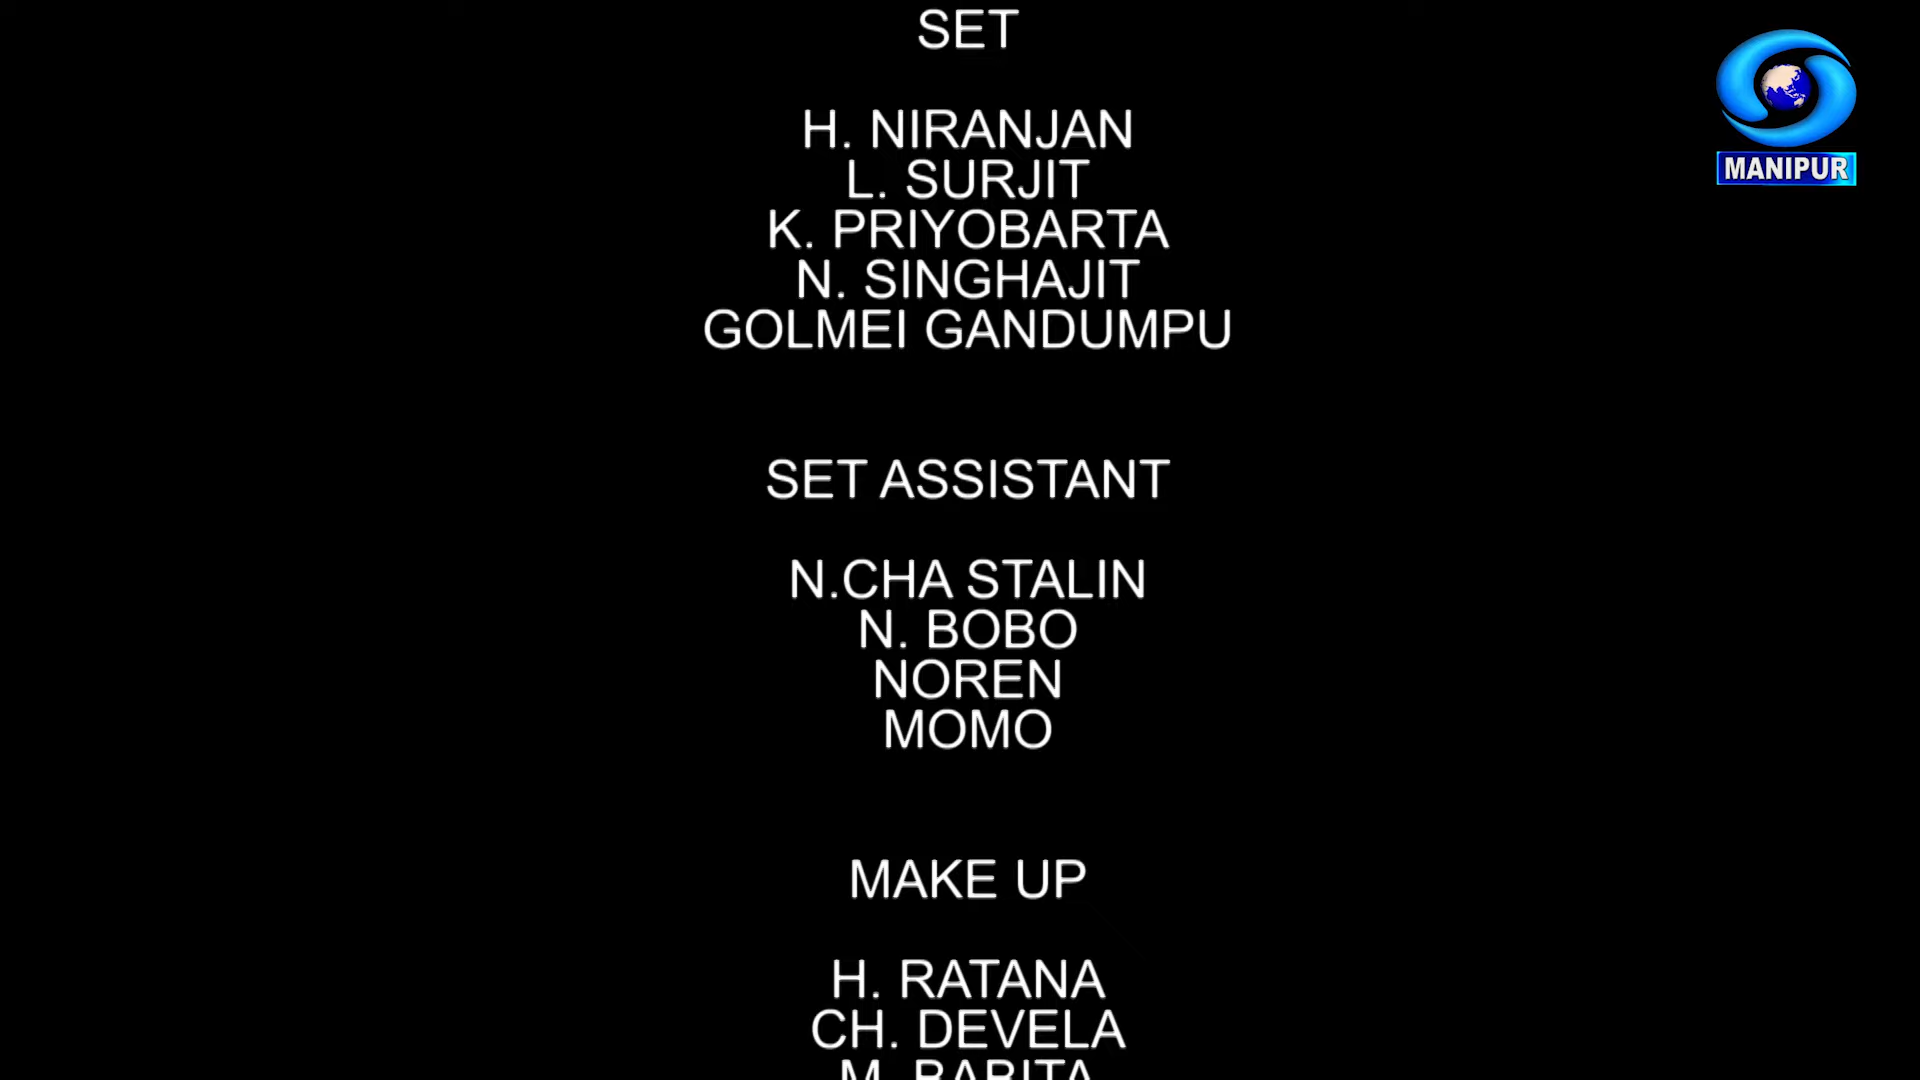 SET
MANIPUR
H. NIRANJAN
L. SURJIT
K. PRIYOBARTA
N. SINGHAJIT
GOLMEI GANDUMPU
SET ASSISTANT
N.CHA STALIN
N. BOBO
NOREN
MOMO
MAKE UP
H. RATANA
CH. DEVELA
M. BABITA